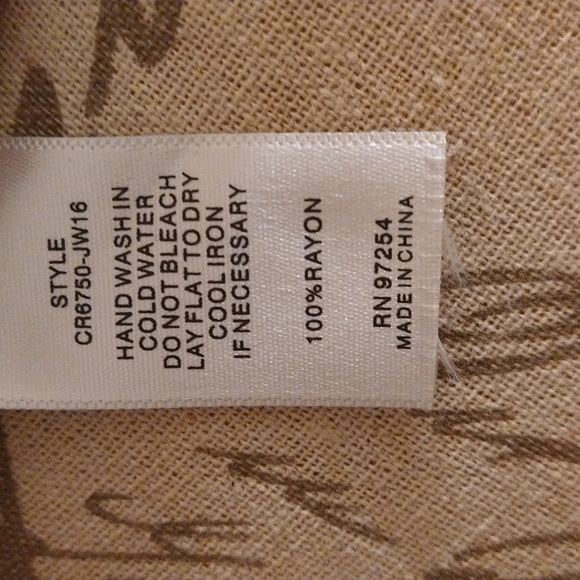 STYLE
CR6750-JW16
HAND WASH IN
COLD WATER
DO NOT BLEACH
LAY FLAT TO DRY
COOL IRON
IF NECESSARY
100% RAYON
RN 97254
MADE IN CHINA